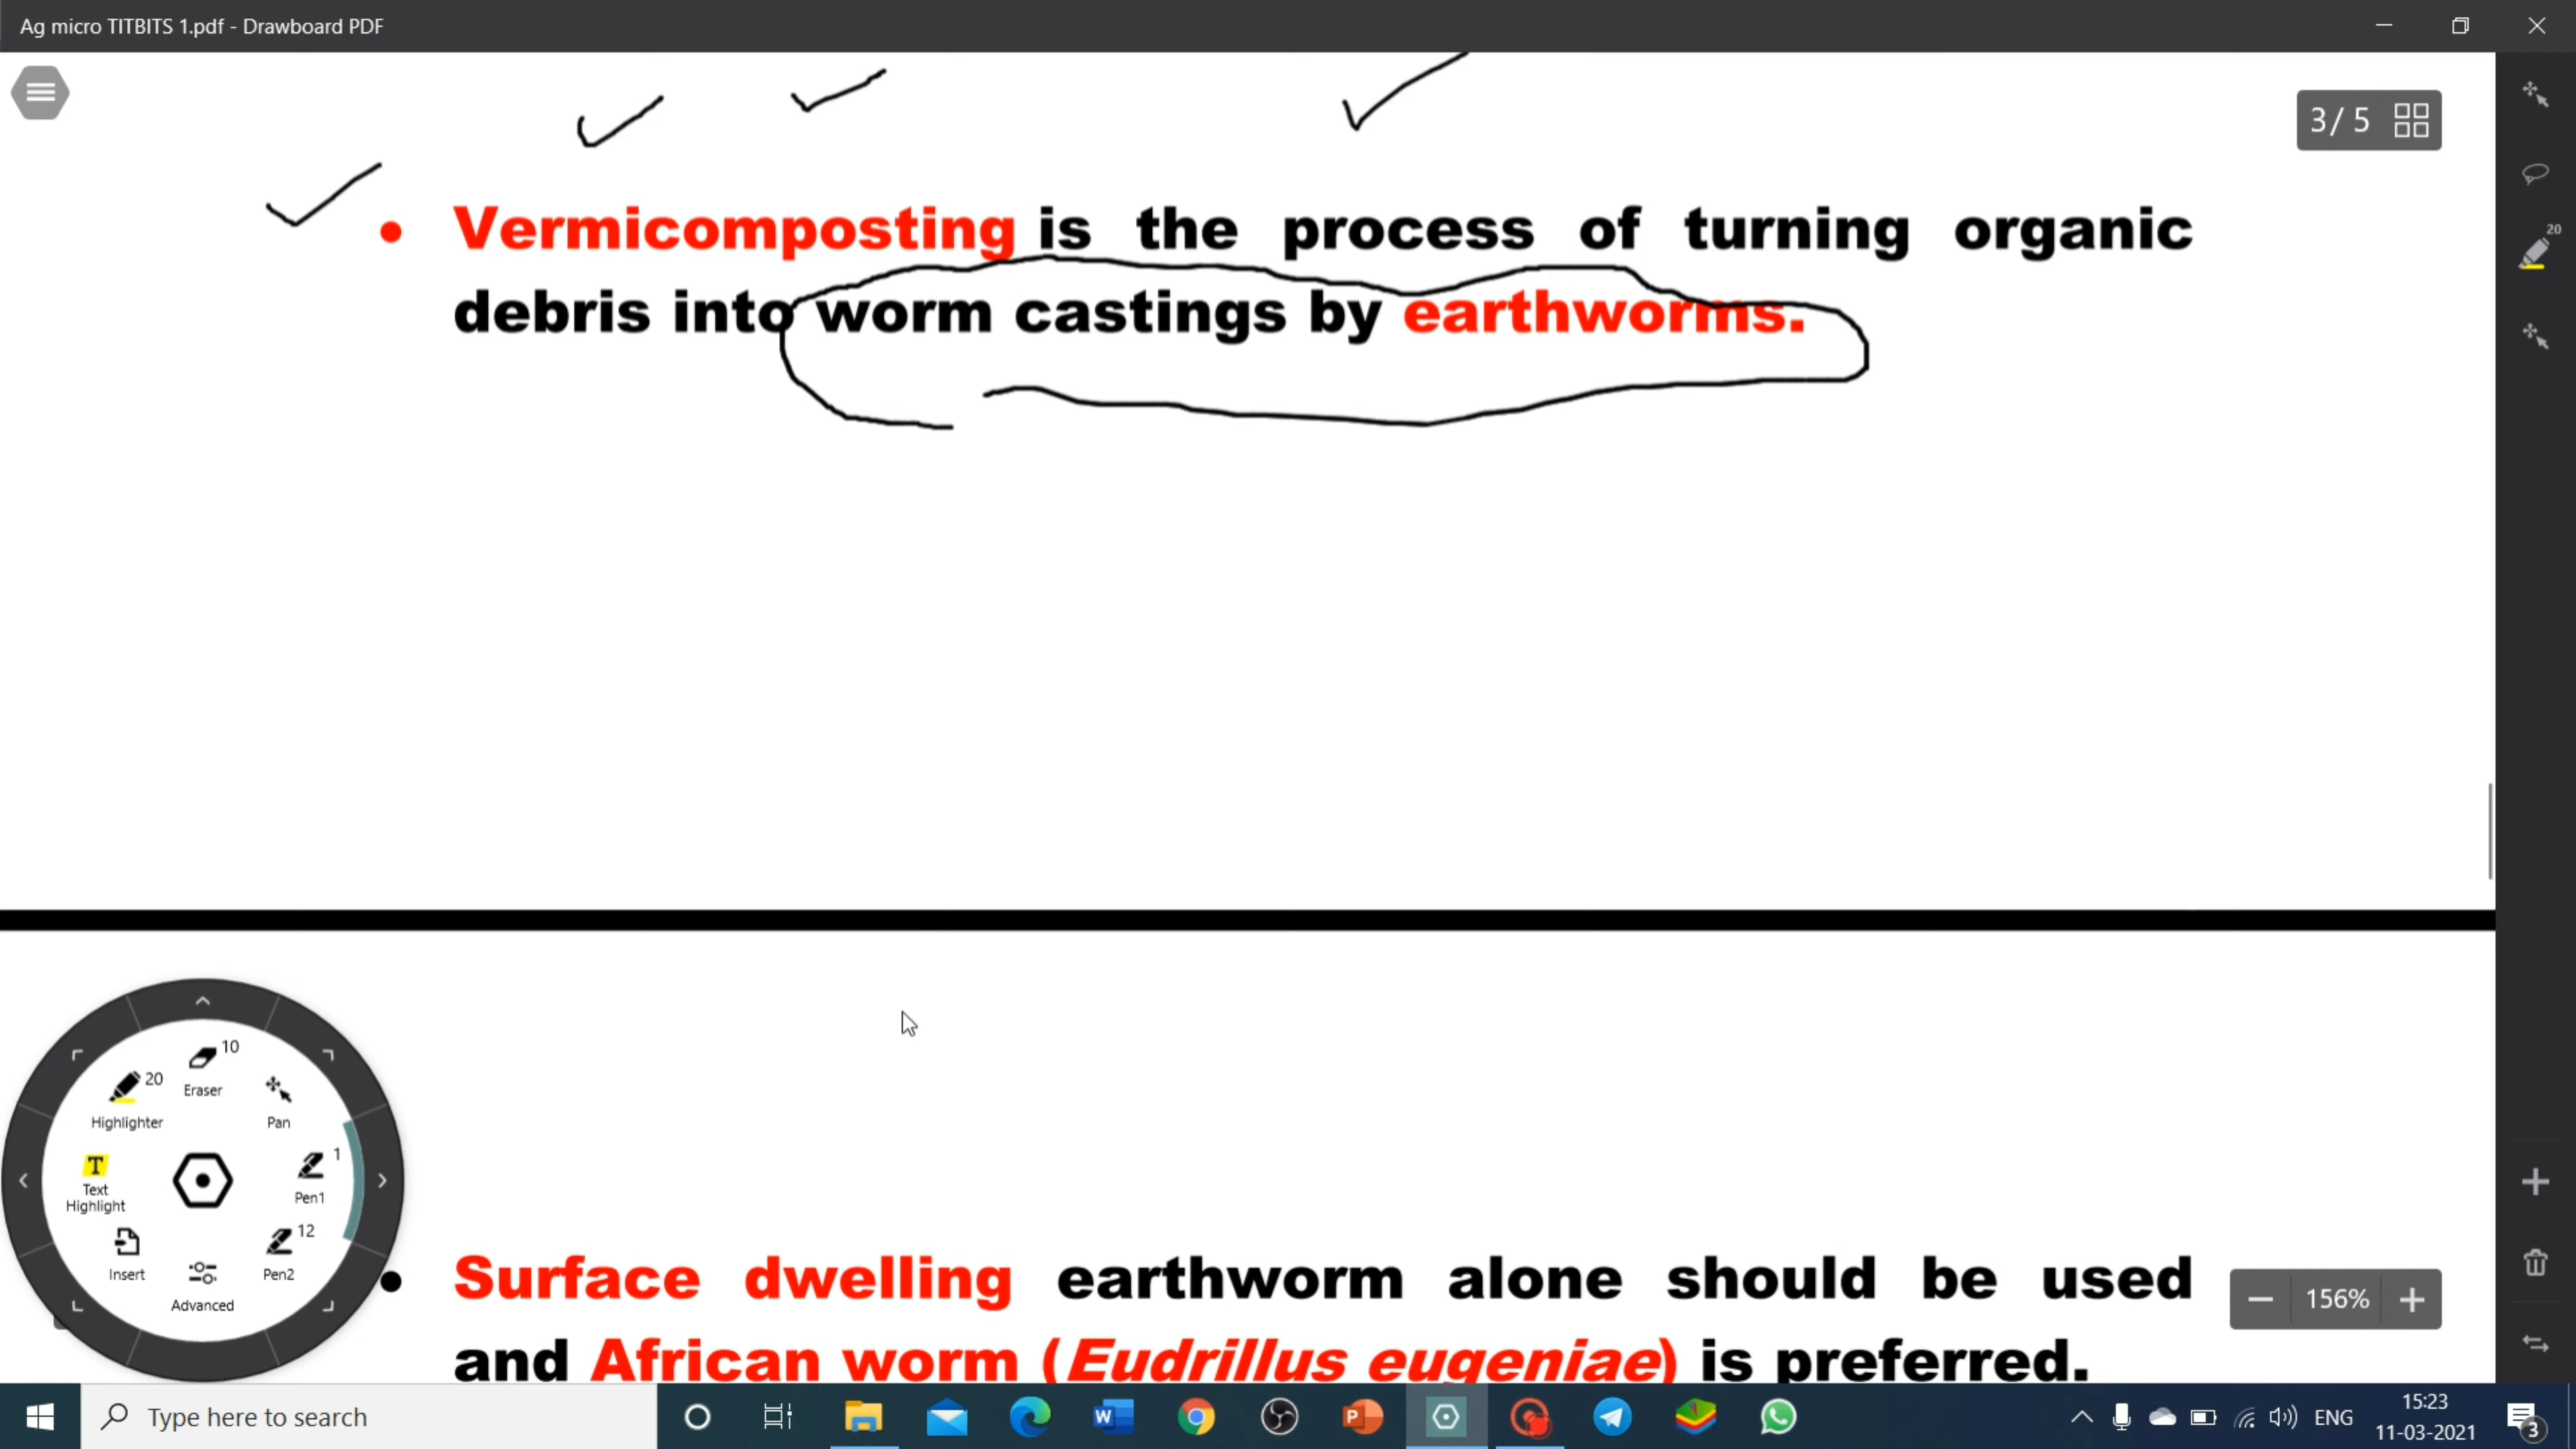 Ag micro TITBITS 1.pdf - Drawboard PDF
3 / 5
20
• Vermicomposting is the process of turning organic
debris into worm castings by earthworms.
10
Eraser
20
Highlighter
Pan
T
Text
Highlight
1
Pen1
Insert
12
Pen2
Advanced
• Surface dwelling earthworm alone should be used
and African worm (Eudrillus eugeniae) is preferred.
156%
Type here to search
ENG
15:23
11-03-2021
3